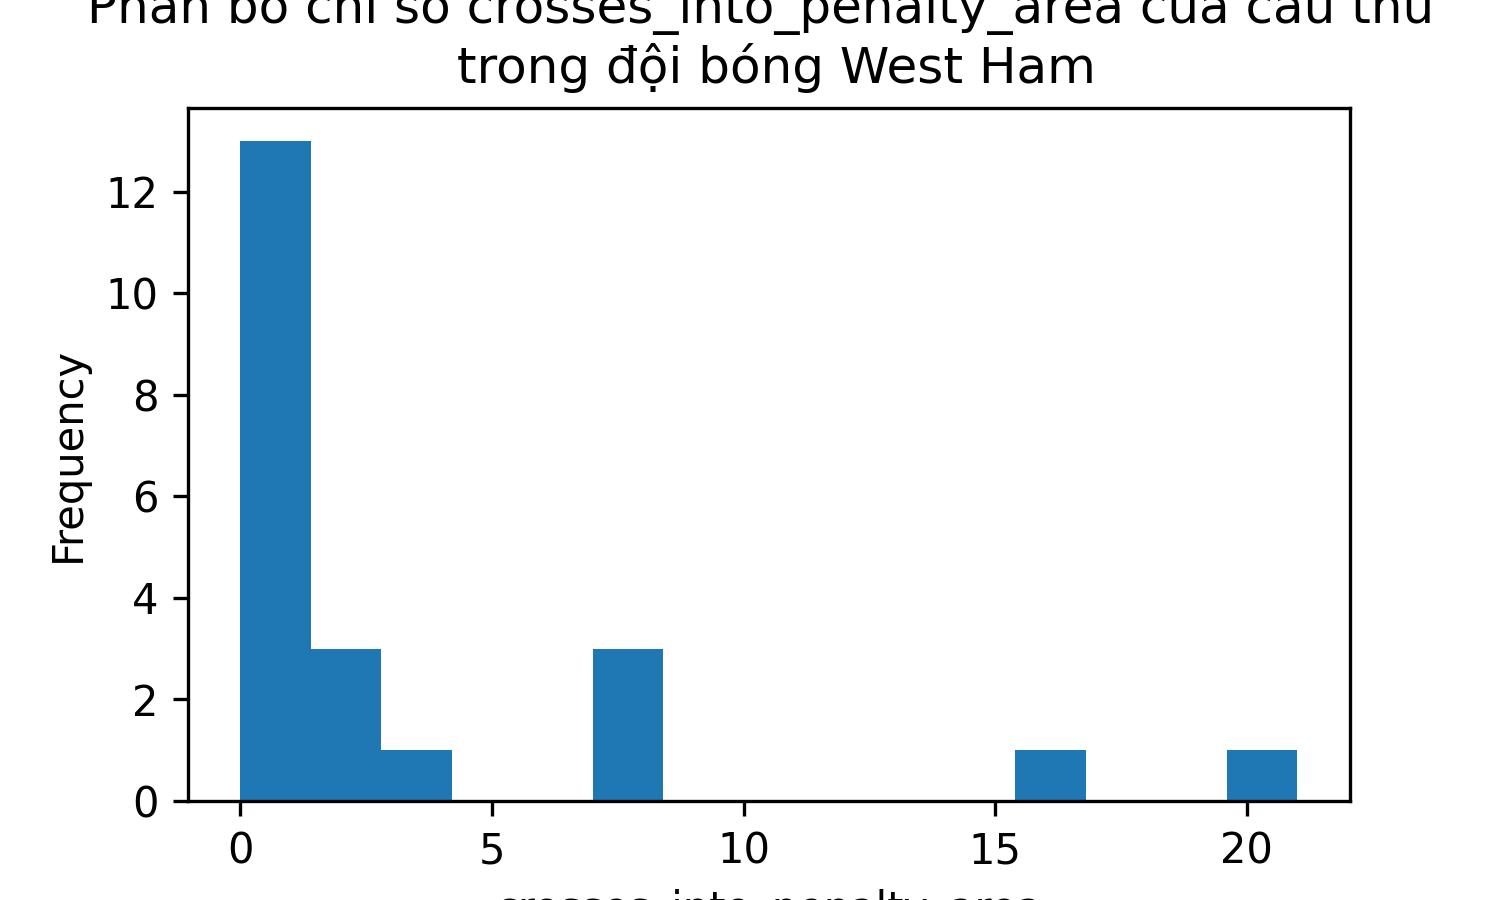 Phân bố chỉ số crosses_into_penalty_area của cầu thủ
trong đội bóng West Ham
Frequency
12
10
8
6
4
2
0
0 5 10 15 20
crosses_into_penalty_area